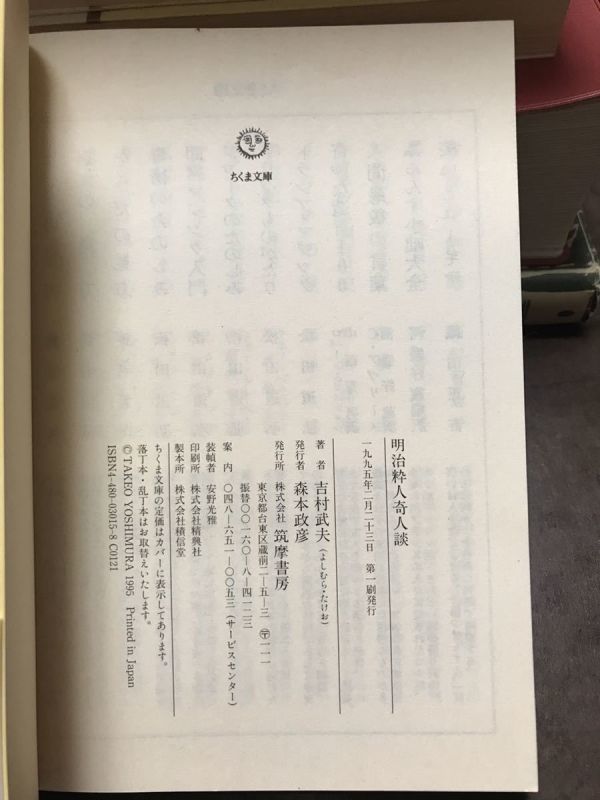 ちくま文庫
明治粋人奇人談
一九九五年二月二十三日　第一刷発行
著　者　吉村武夫（よしむら・たけお）
発行者　森本政彦
発行所　株式会社　筑摩書房
東京都台東区蔵前二―五―三　〒一一一
振替〇〇一六〇―八―四一二三
案　内　〇四八―六五一―〇〇五三（サービスセンター）
装幀者　安野光雅
印刷所　株式会社精興社
製本所　株式会社積信堂
ちくま文庫の定価はカバーに表示してあります。
落丁本・乱丁本はお取替えいたします。
© TAKEO YOSHIMURA 1995　Printed in Japan
ISBN4-480-03015-8 C0121